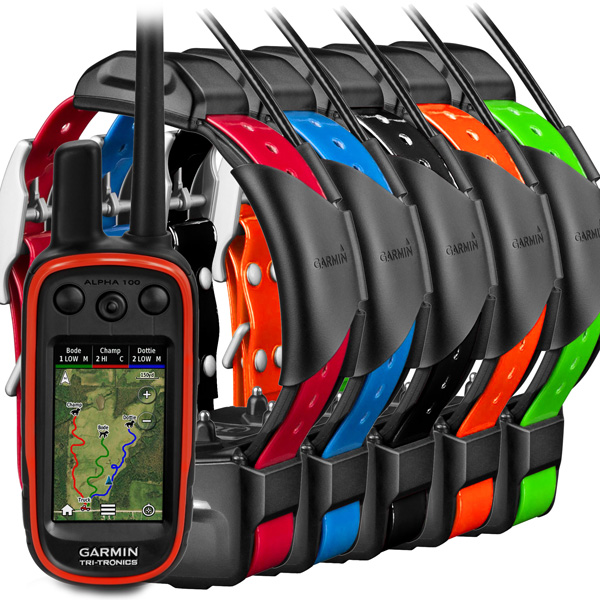 ALPHA 100
Bode Champ Dottie
1 LOW M 2 HI C 2 LOW M
Champ
Dottie
Bode
Truck
GARMIN
TRI-TRONICS
GARMIN
GARMIN
GARMIN
GARMIN
GARMIN